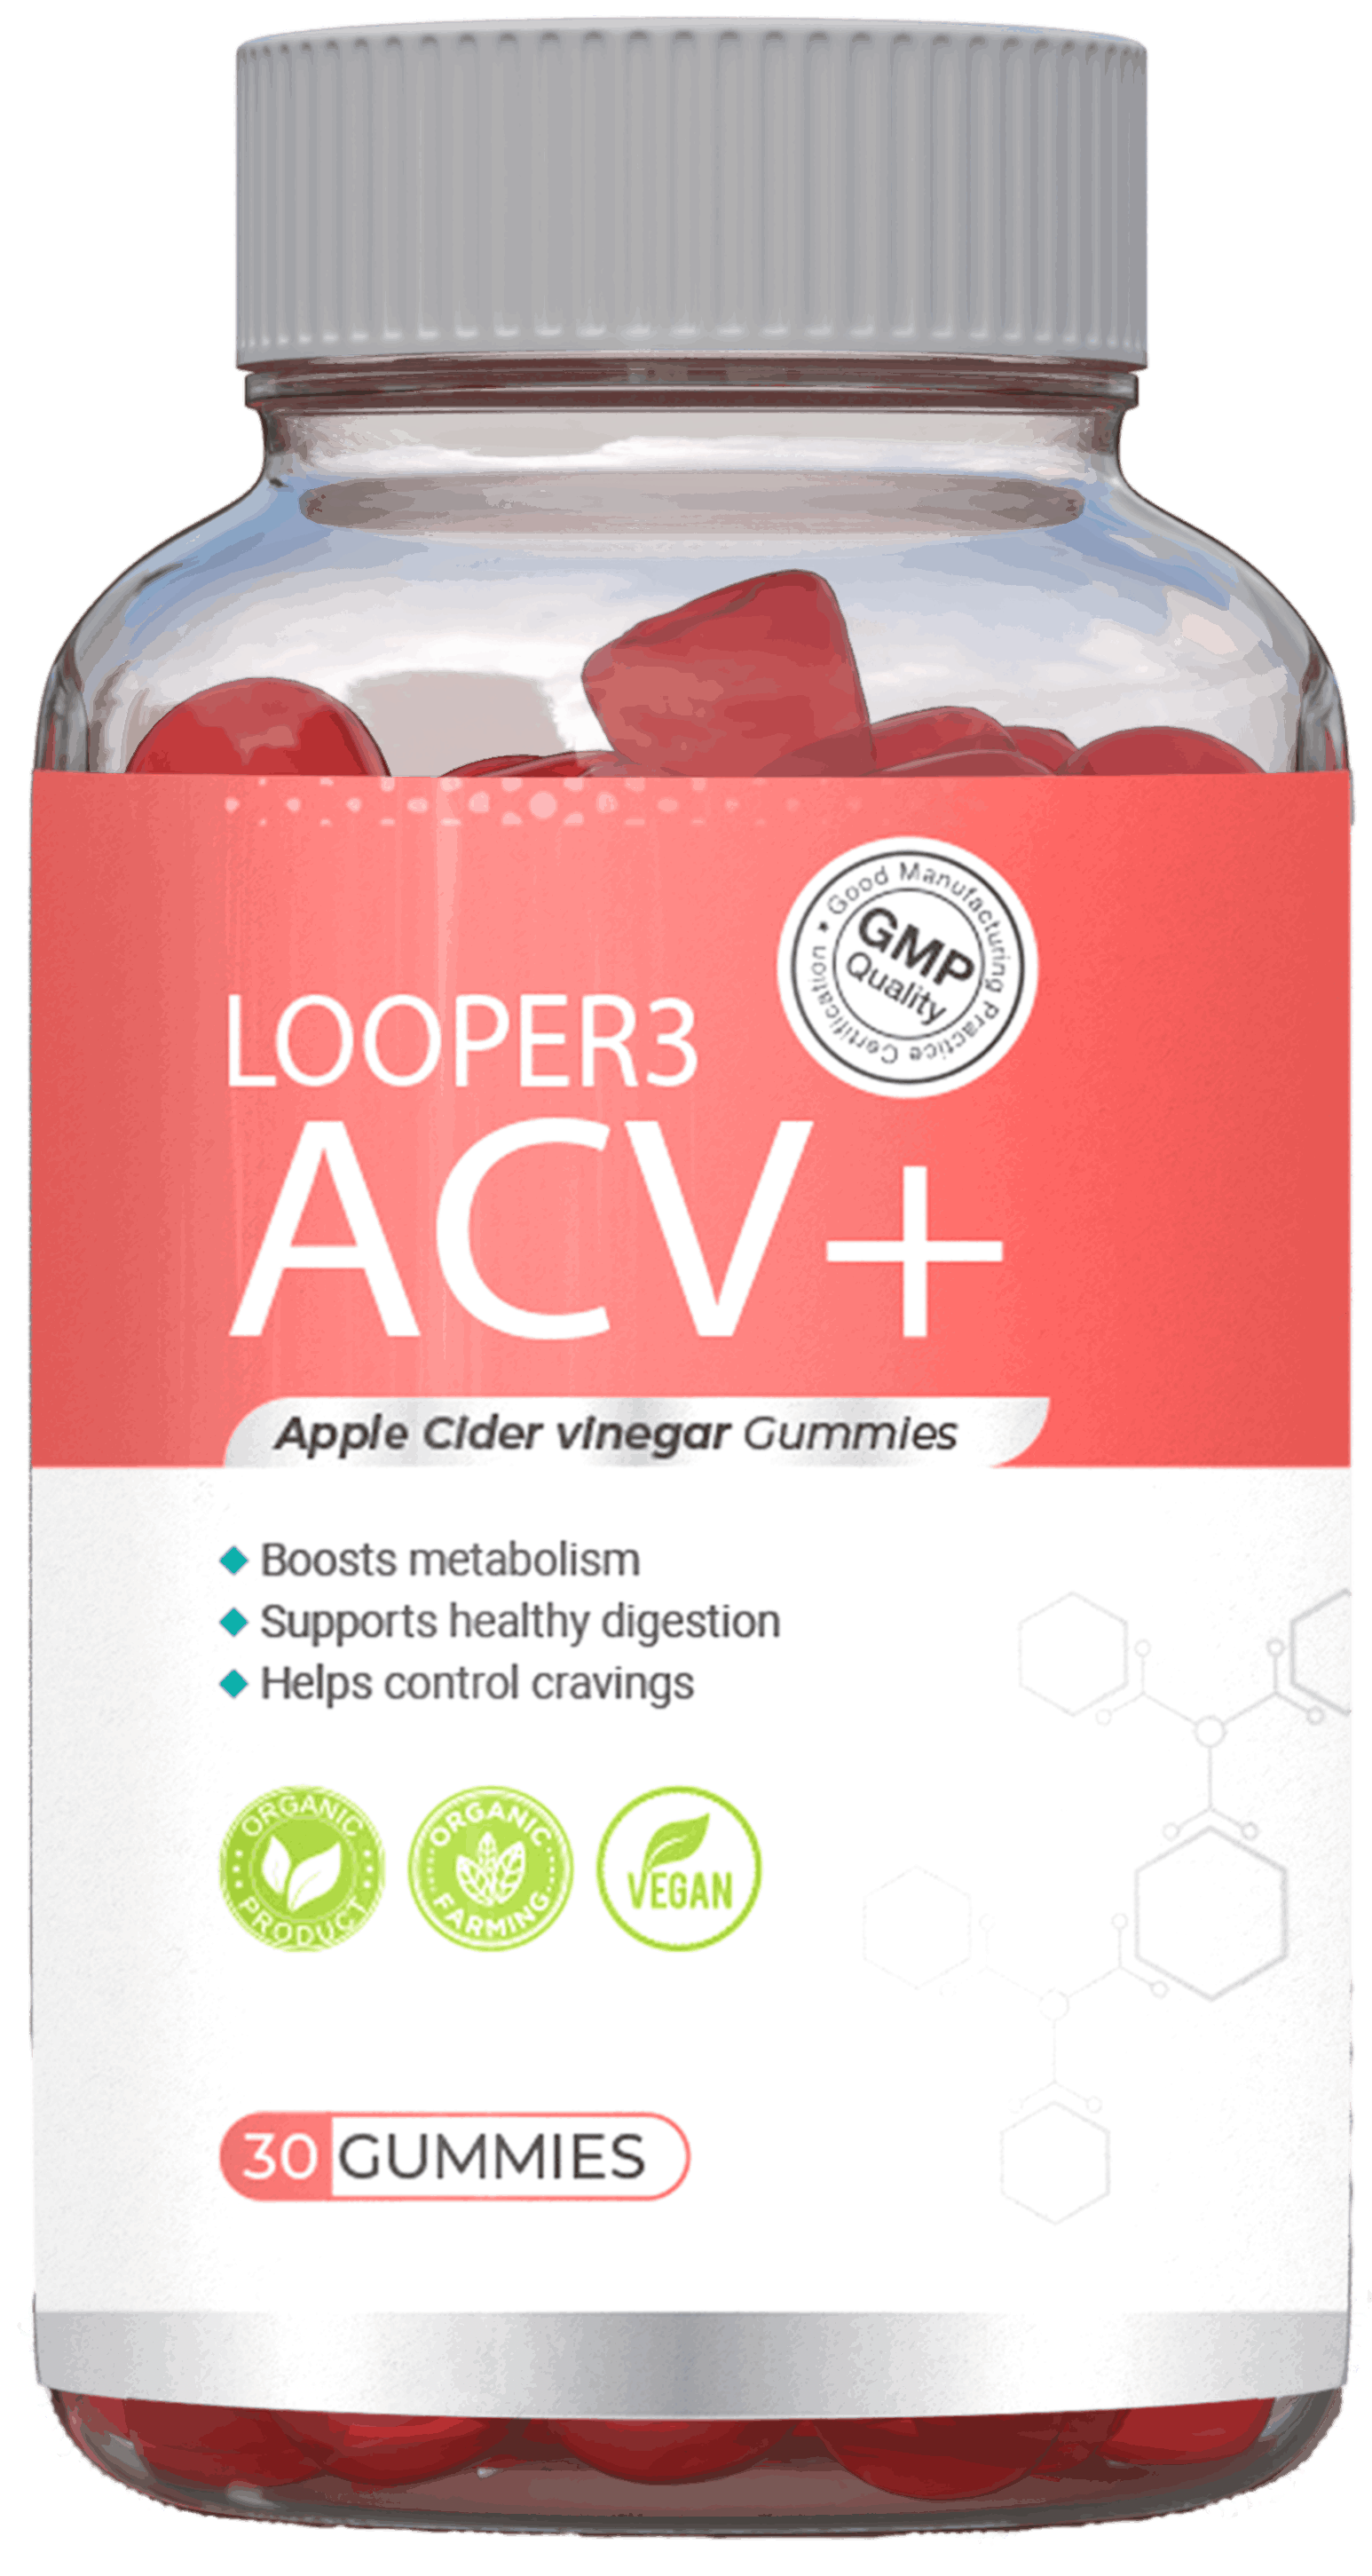 Good Manufacturing Practice Certification
GMP
Quality
LOOPER3
ACV+
Apple Cider vinegar Gummies
Boosts metabolism
Supports healthy digestion
Helps control cravings
ORGANIC
PRODUCT
ORGANIC
FARMING
VEGAN
30 GUMMIES